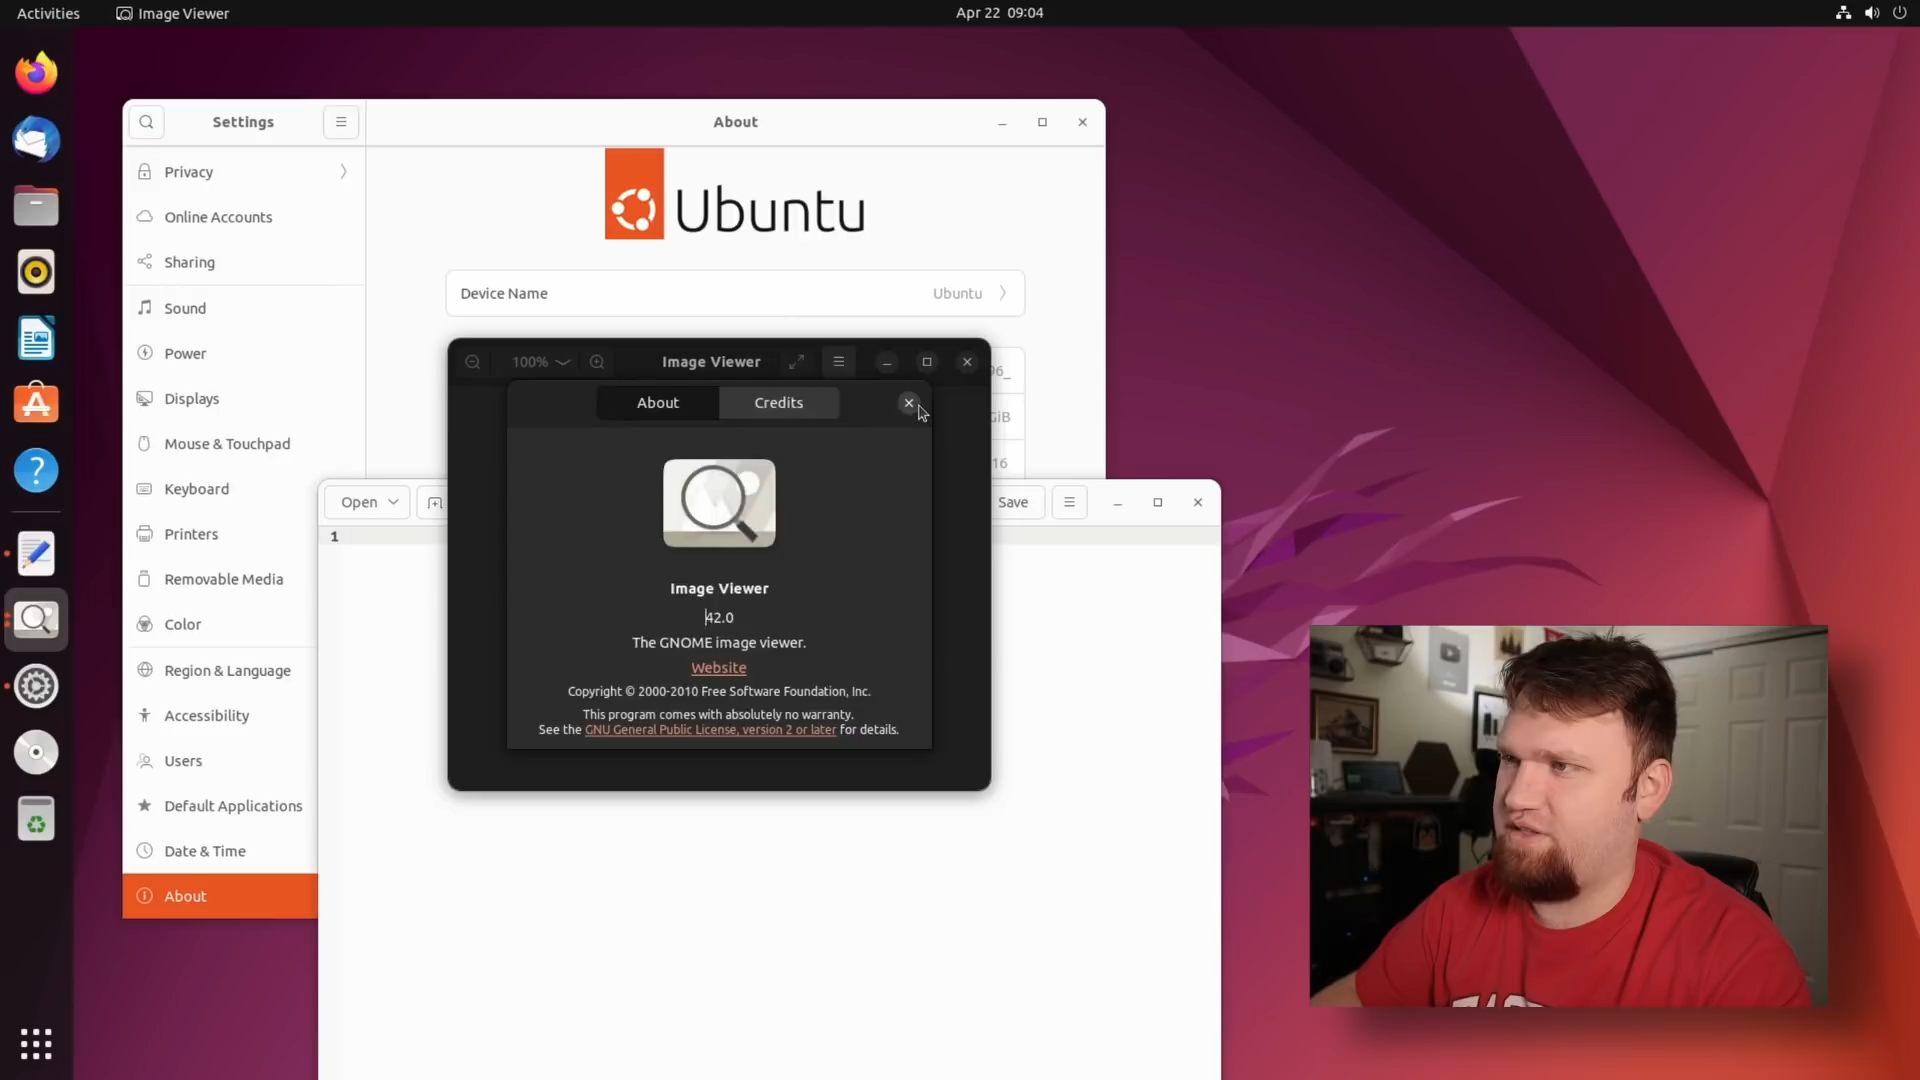 Activities
Image Viewer
Apr 22 09:04
Settings
About
Privacy
Online Accounts
Sharing
Sound
Power
Displays
Mouse & Touchpad
Keyboard
Printers
Removable Media
Color
Region & Language
Accessibility
Users
Default Applications
Date & Time
About
Ubuntu
Device Name
Ubuntu
96_
GiB
16
100%
Image Viewer
About
Credits
Image Viewer
42.0
The GNOME image viewer.
Website
Copyright © 2000-2010 Free Software Foundation, Inc.
This program comes with absolutely no warranty.
See the GNU General Public License, version 2 or later for details.
Open
Save
1